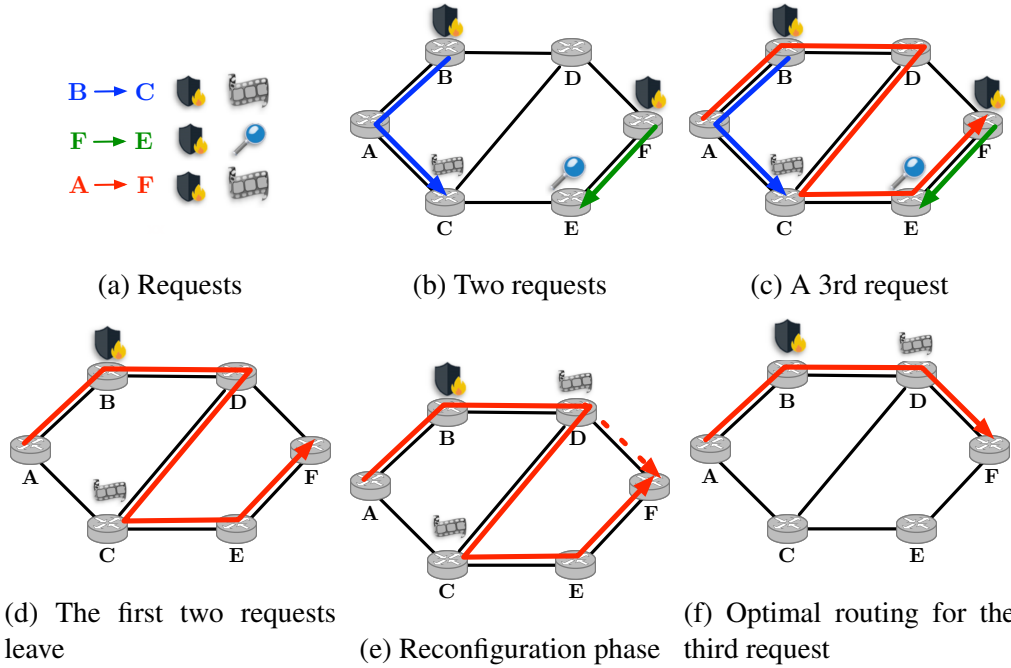 B → C
F → E
A → F
(a) Requests
B
D
A
F
C
E
(b) Two requests
B
D
A
F
C
E
(c) A 3rd request
B
D
A
F
C
E
(d) The first two requests
leave
B
D
A
F
C
E
(e) Reconfiguration phase
B
D
A
F
C
E
(f) Optimal routing for the
third request